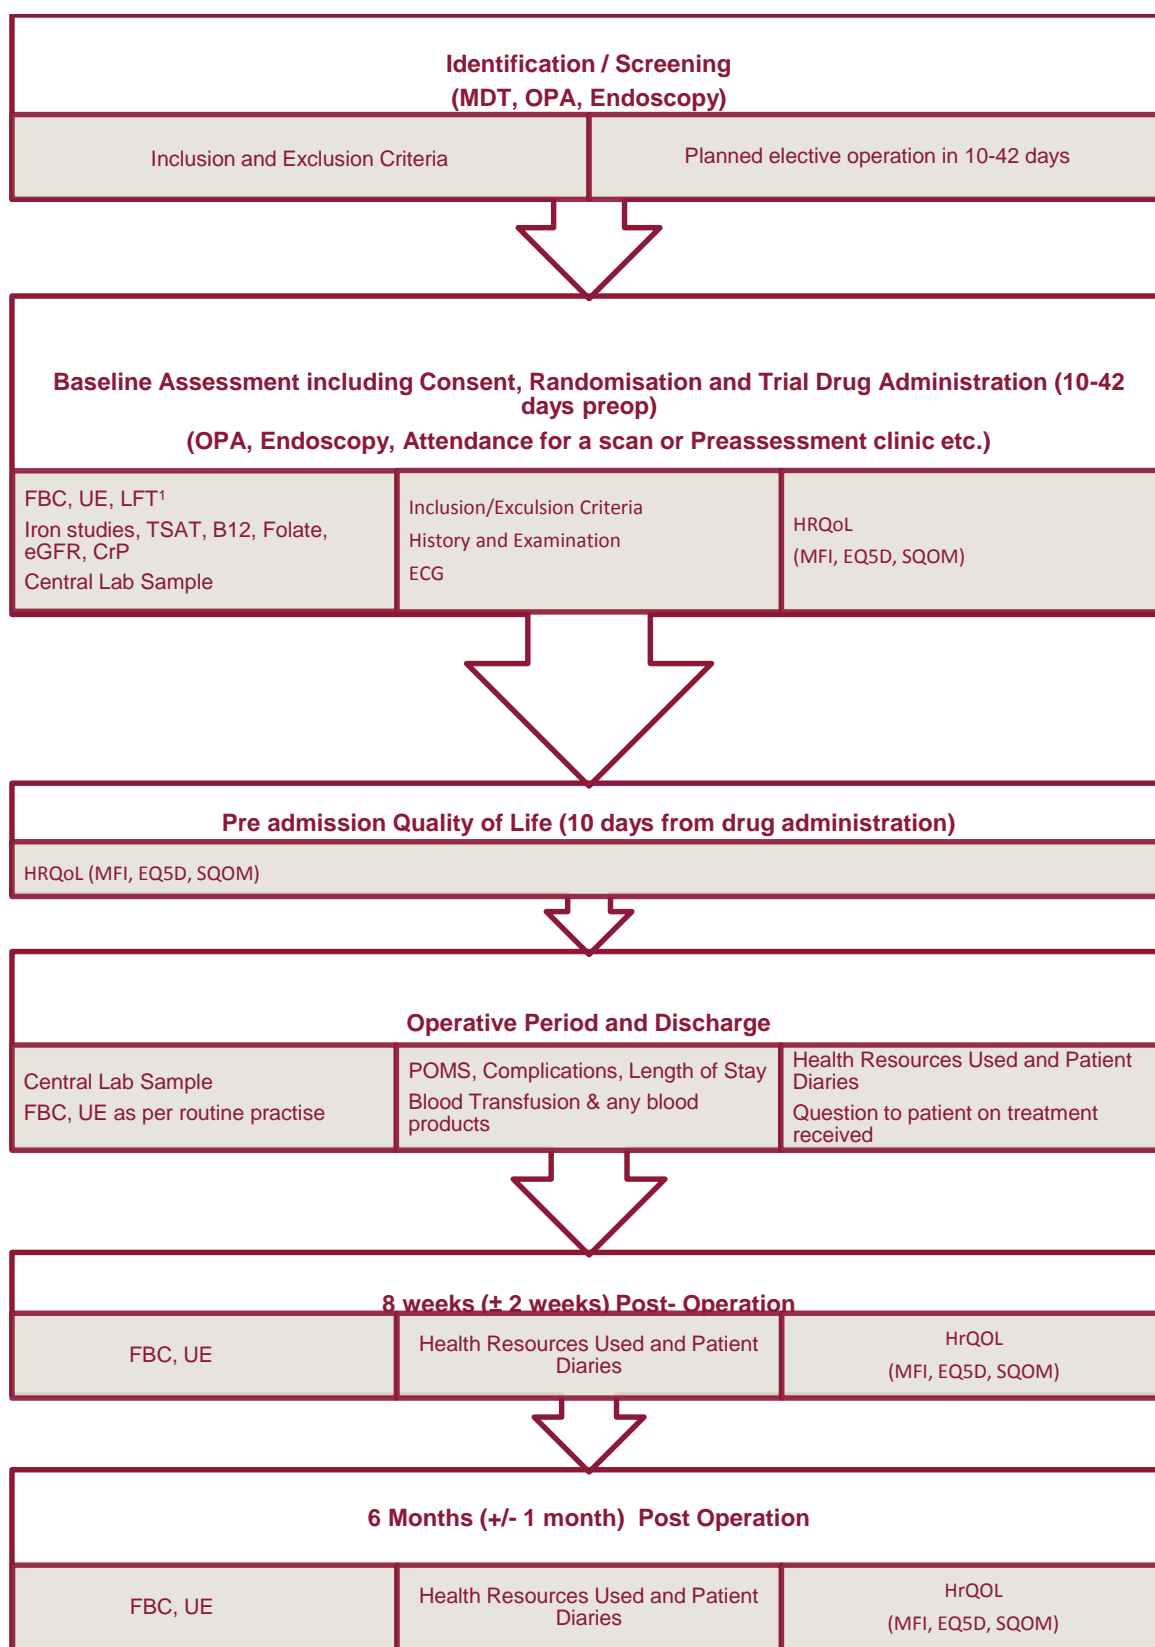 Identification / Screening
(MDT, OPA, Endoscopy)
Inclusion and Exclusion Criteria
Planned elective operation in 10-42 days
Baseline Assessment including Consent, Randomisation and Trial Drug Administration (10-42
days preop)
(OPA, Endoscopy, Attendance for a scan or Preassessment clinic etc.)
FBC, UE, LFT¹
Iron studies, TSAT, B12, Folate,
eGFR, CrP
Central Lab Sample
Inclusion/Exculsion Criteria
History and Examination
ECG
HRQoL
(MFI, EQ5D, SQOM)
Pre admission Quality of Life (10 days from drug administration)
HRQoL (MFI, EQ5D, SQOM)
Operative Period and Discharge
Central Lab Sample
FBC, UE as per routine practise
POMS, Complications, Length of Stay
Blood Transfusion & any blood
products
Health Resources Used and Patient
Diaries
Question to patient on treatment
received
8 weeks (± 2 weeks) Post- Operation
FBC, UE
Health Resources Used and Patient
Diaries
HrQOL
(MFI, EQ5D, SQOM)
6 Months (+/- 1 month)  Post Operation
FBC, UE
Health Resources Used and Patient
Diaries
HrQOL
(MFI, EQ5D, SQOM)